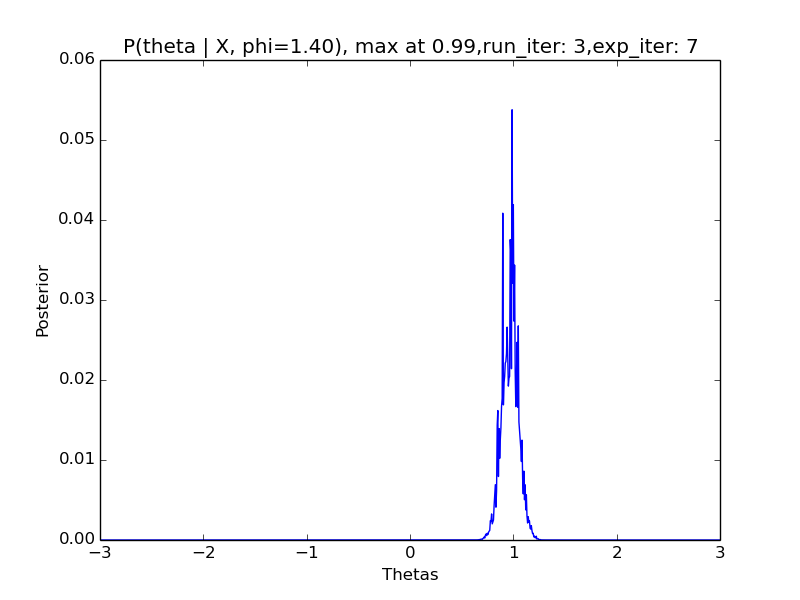 P(theta | X, phi=1.40), max at 0.99,run_iter: 3,exp_iter: 7
0.06
0.05
0.04
0.03
0.02
0.01
0.00
Posterior
−3 −2 −1 0 1 2 3
Thetas